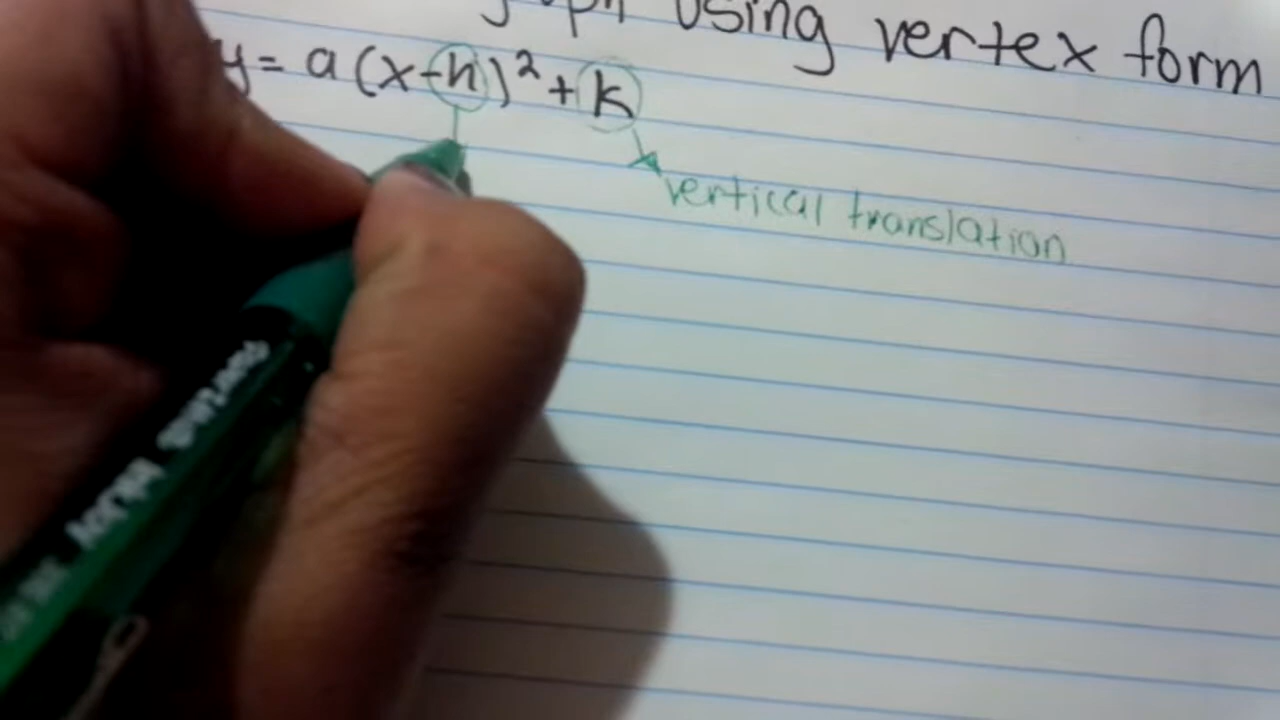 using vertex form
y = a(x-h)² + k
vertical translation